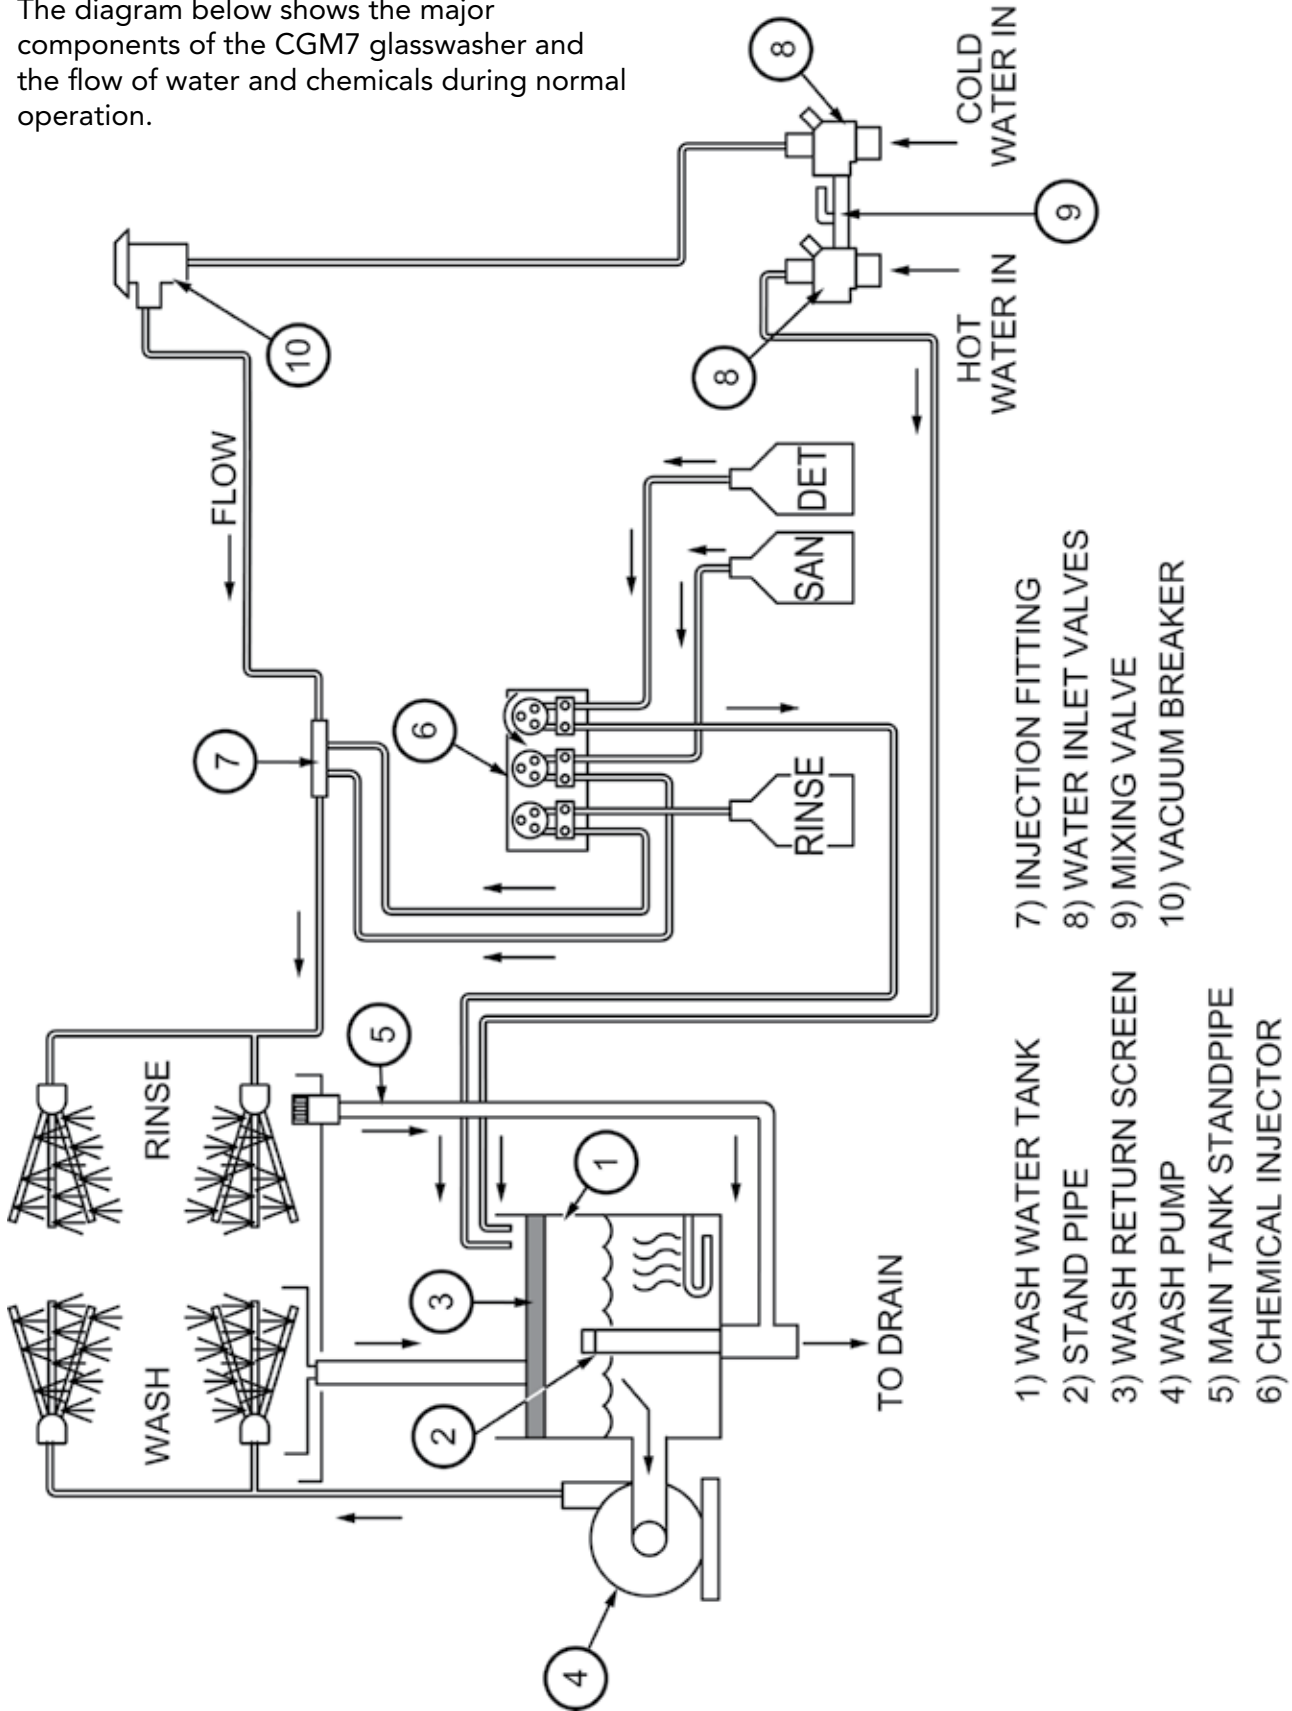 The diagram below shows the major
components of the CGM7 glasswasher and
the flow of water and chemicals during normal
operation.
WASH
RINSE
FLOW
10
7
5
6
8
8
9
3
2
1
4
RINSE
SAN
DET
HOT
WATER IN
COLD
WATER IN
TO DRAIN
1) WASH WATER TANK
2) STAND PIPE
3) WASH RETURN SCREEN
4) WASH PUMP
5) MAIN TANK STANDPIPE
6) CHEMICAL INJECTOR
7) INJECTION FITTING
8) WATER INLET VALVES
9) MIXING VALVE
10) VACUUM BREAKER